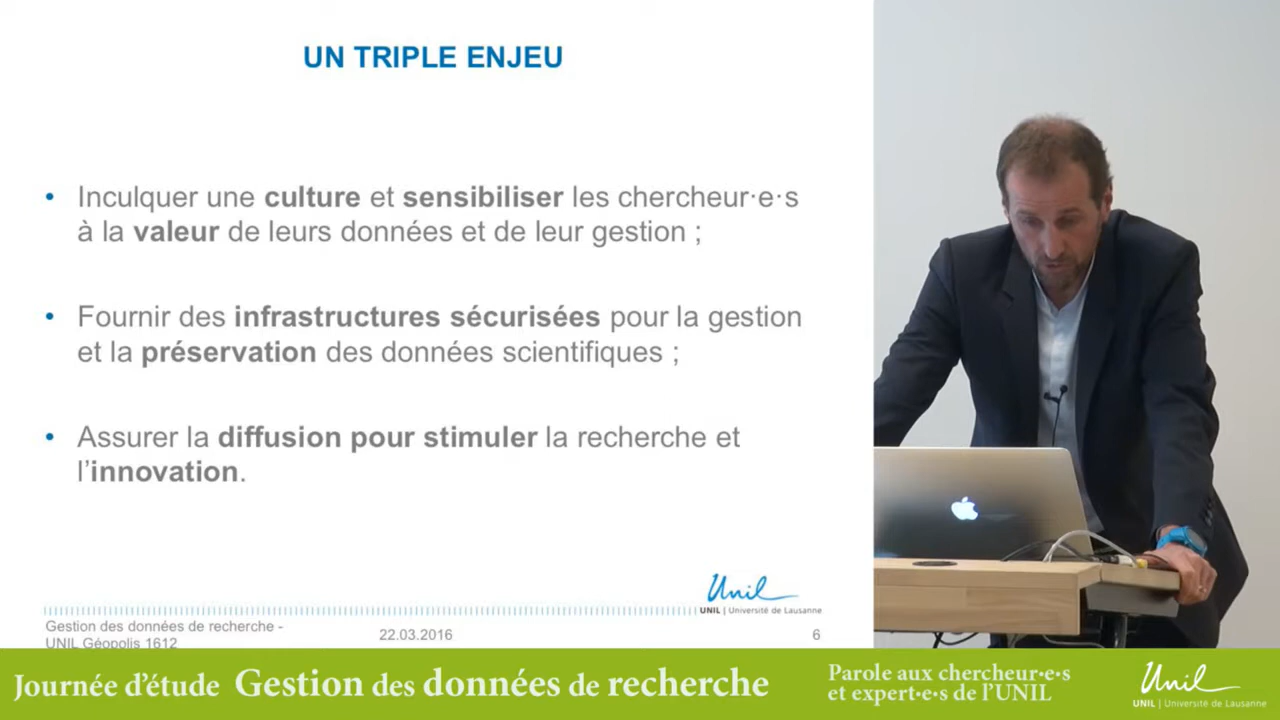 UN TRIPLE ENJEU
• Inculquer une culture et sensibiliser les chercheur·e·s
à la valeur de leurs données et de leur gestion ;
• Fournir des infrastructures sécurisées pour la gestion
et la préservation des données scientifiques ;
• Assurer la diffusion pour stimuler la recherche et
l'innovation.
Unil
UNIL | Université de Lausanne
Gestion des données de recherche -
UNIL Géopolis 1612
22.03.2016
6
Journée d'étude Gestion des données de recherche
Parole aux chercheur•e•s
et expert•e•s de l'UNIL
Unil
UNIL | Université de Lausanne